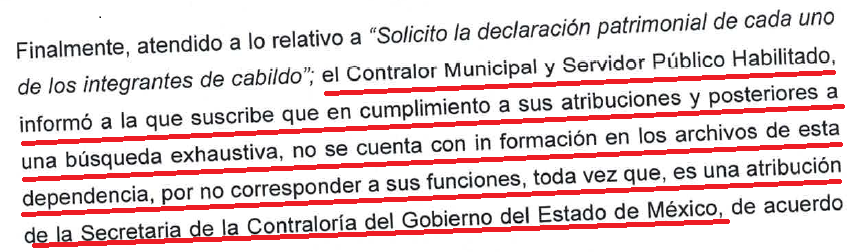 Finalmente, atendido a lo relativo a “Solicito la declaración patrimonial de cada uno
de los integrantes de cabildo”; el Contralor Municipal y Servidor Público Habilitado,
informó a la que suscribe que en cumplimiento a sus atribuciones y posteriores a
una búsqueda exhaustiva, no se cuenta con in formación en los archivos de esta
dependencia, por no corresponder a sus funciones, toda vez que, es una atribución
de la Secretaria de la Contraloría del Gobierno del Estado de México, de acuerdo